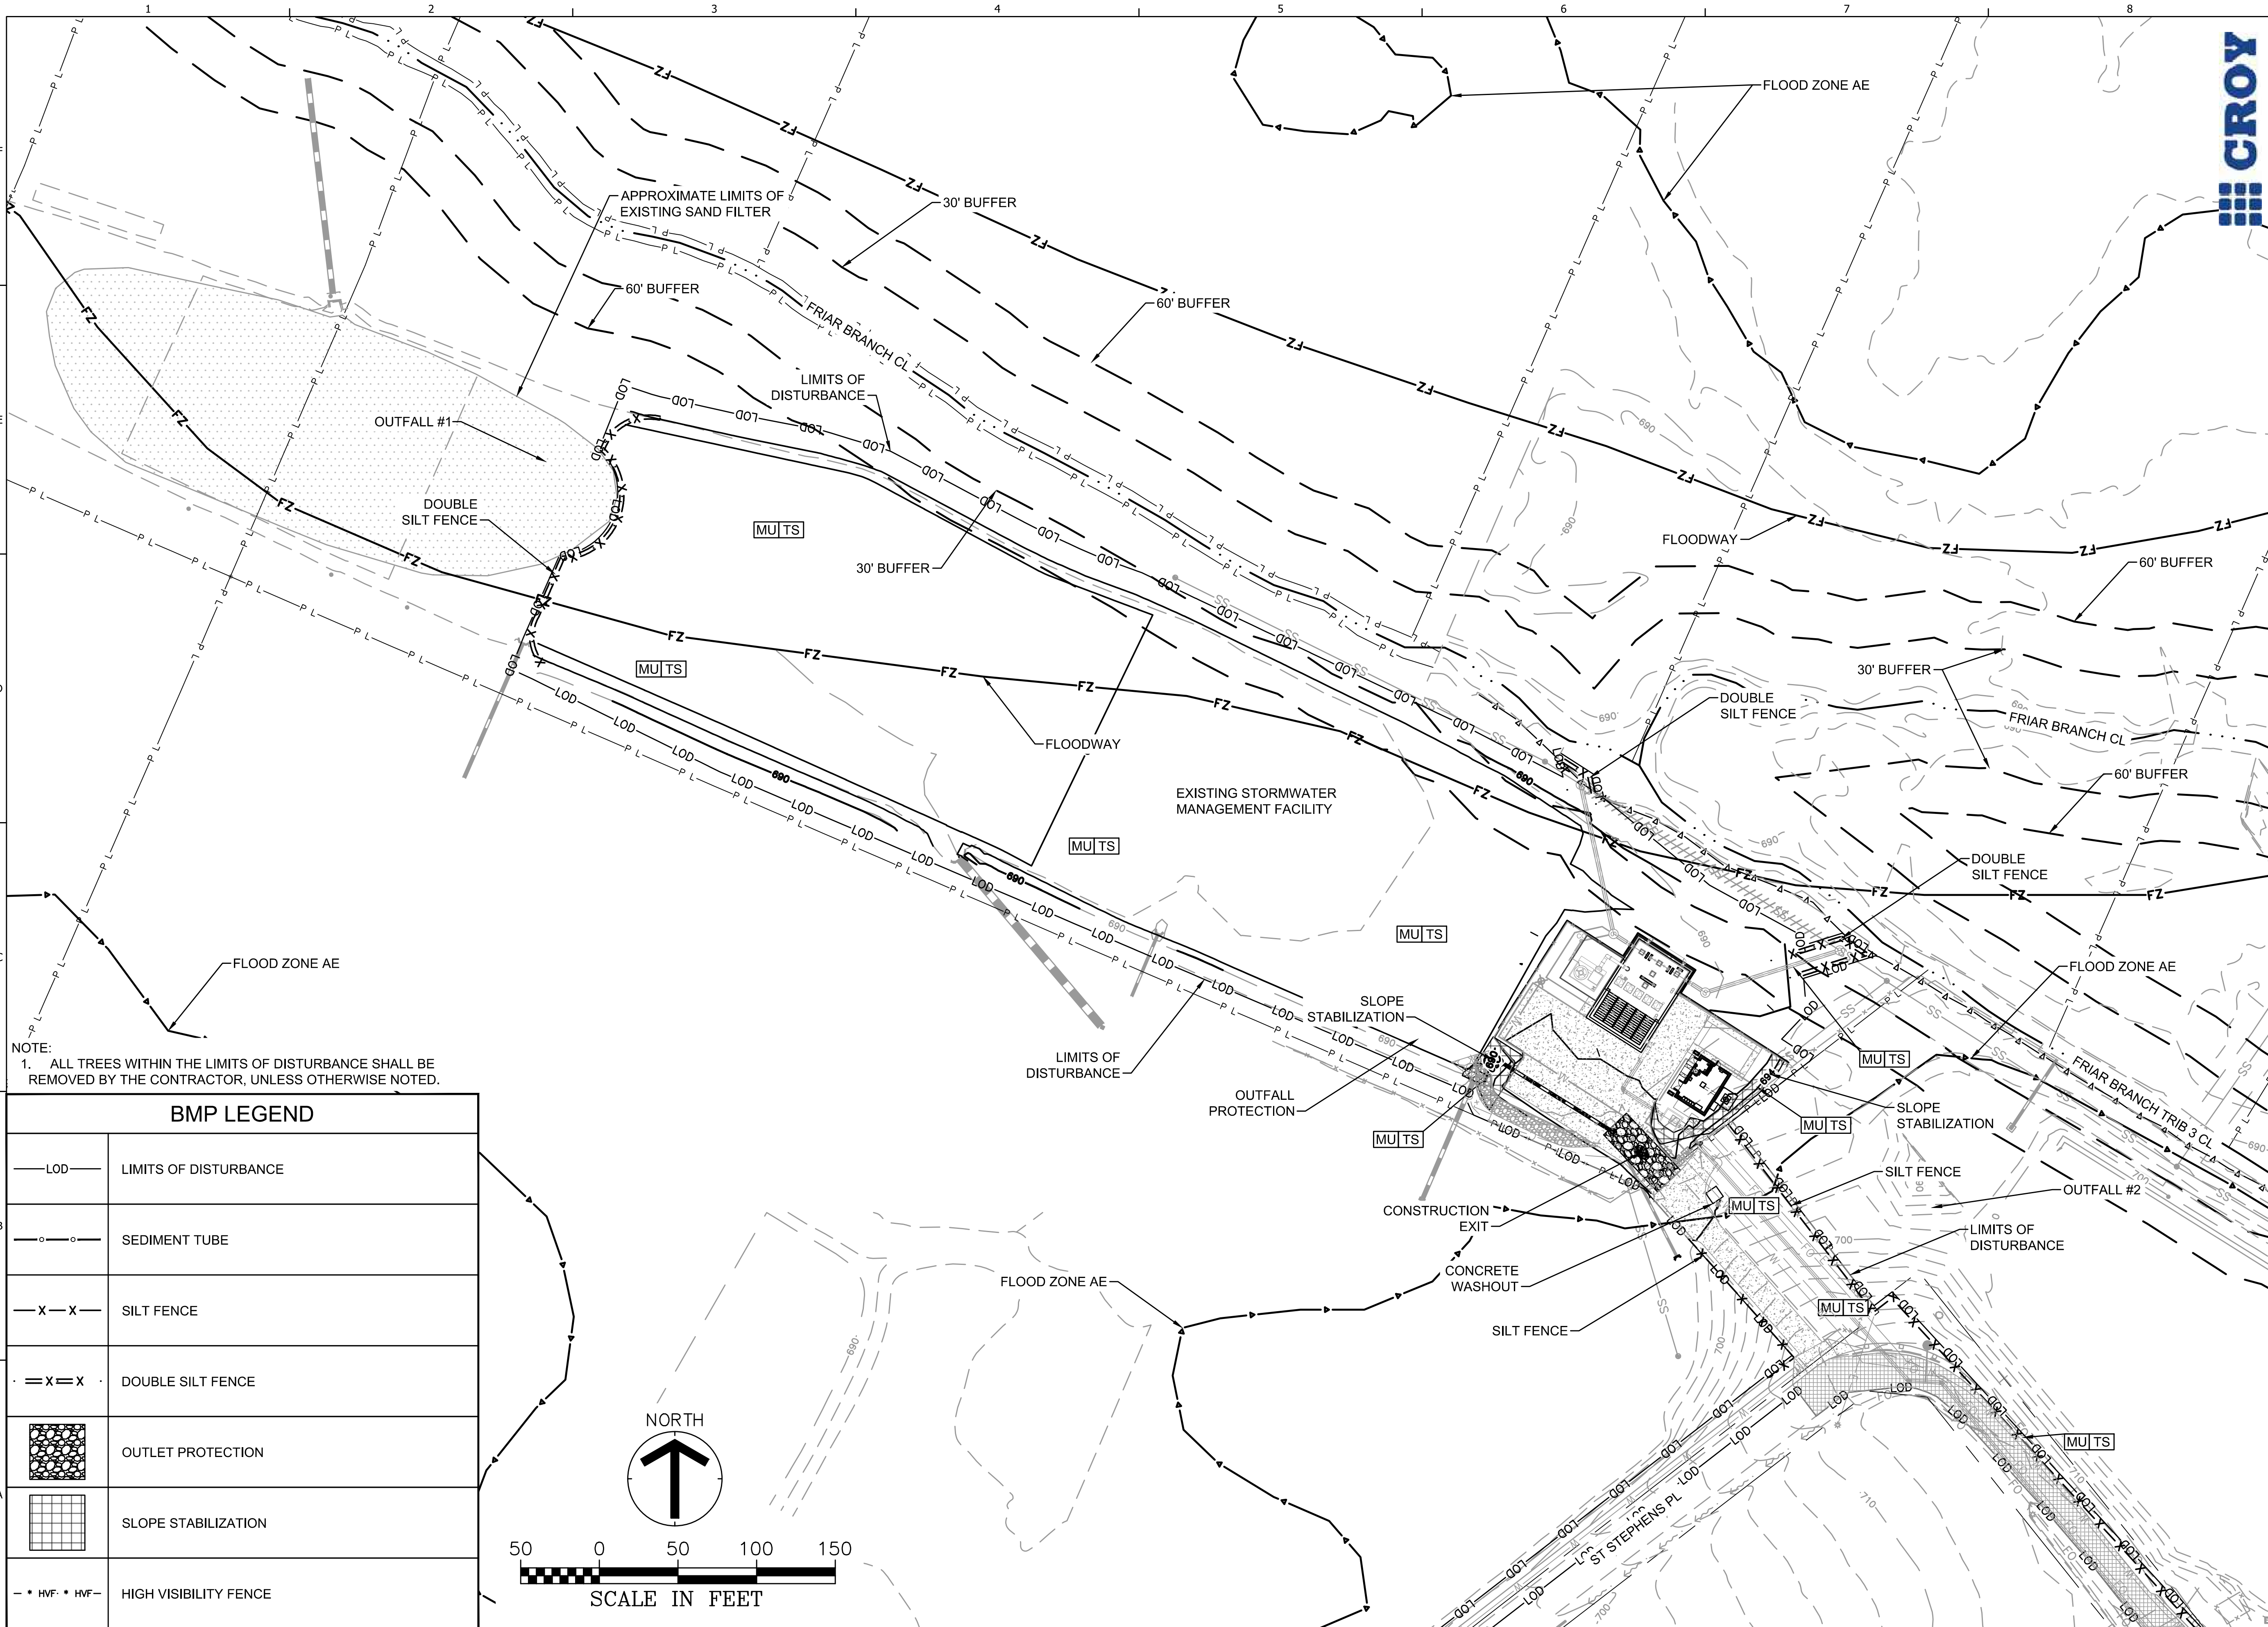 1 2 3 4 5 6 7 8
CROY
FLOOD ZONE AE
APPROXIMATE LIMITS OF
EXISTING SAND FILTER
30' BUFFER
60' BUFFER
60' BUFFER
FRIAR BRANCH CL
LIMITS OF
DISTURBANCE
OUTFALL #1
DOUBLE
SILT FENCE
MU TS
30' BUFFER
FLOODWAY
60' BUFFER
MU TS
30' BUFFER
DOUBLE
SILT FENCE
FRIAR BRANCH CL
FLOODWAY
60' BUFFER
690
EXISTING STORMWATER
MANAGEMENT FACILITY
MU TS
690
DOUBLE
SILT FENCE
MU TS
FLOOD ZONE AE
FLOOD ZONE AE
SLOPE
STABILIZATION
LIMITS OF
DISTURBANCE
MU TS
FRIAR BRANCH TRIB 3 CL
OUTFALL
PROTECTION
SLOPE
STABILIZATION
MU TS
MU TS
SILT FENCE
OUTFALL #2
CONSTRUCTION
EXIT
MU TS
LIMITS OF
DISTURBANCE
CONCRETE
WASHOUT
FLOOD ZONE AE
MU TS
SILT FENCE
MU TS
ST STEPHENS PL
NOTE:
1. ALL TREES WITHIN THE LIMITS OF DISTURBANCE SHALL BE
REMOVED BY THE CONTRACTOR, UNLESS OTHERWISE NOTED.
BMP LEGEND
LOD LIMITS OF DISTURBANCE
SEDIMENT TUBE
X X SILT FENCE
X X DOUBLE SILT FENCE
OUTLET PROTECTION
SLOPE STABILIZATION
* HVF * HVF HIGH VISIBILITY FENCE
NORTH
50 0 50 100 150
SCALE IN FEET